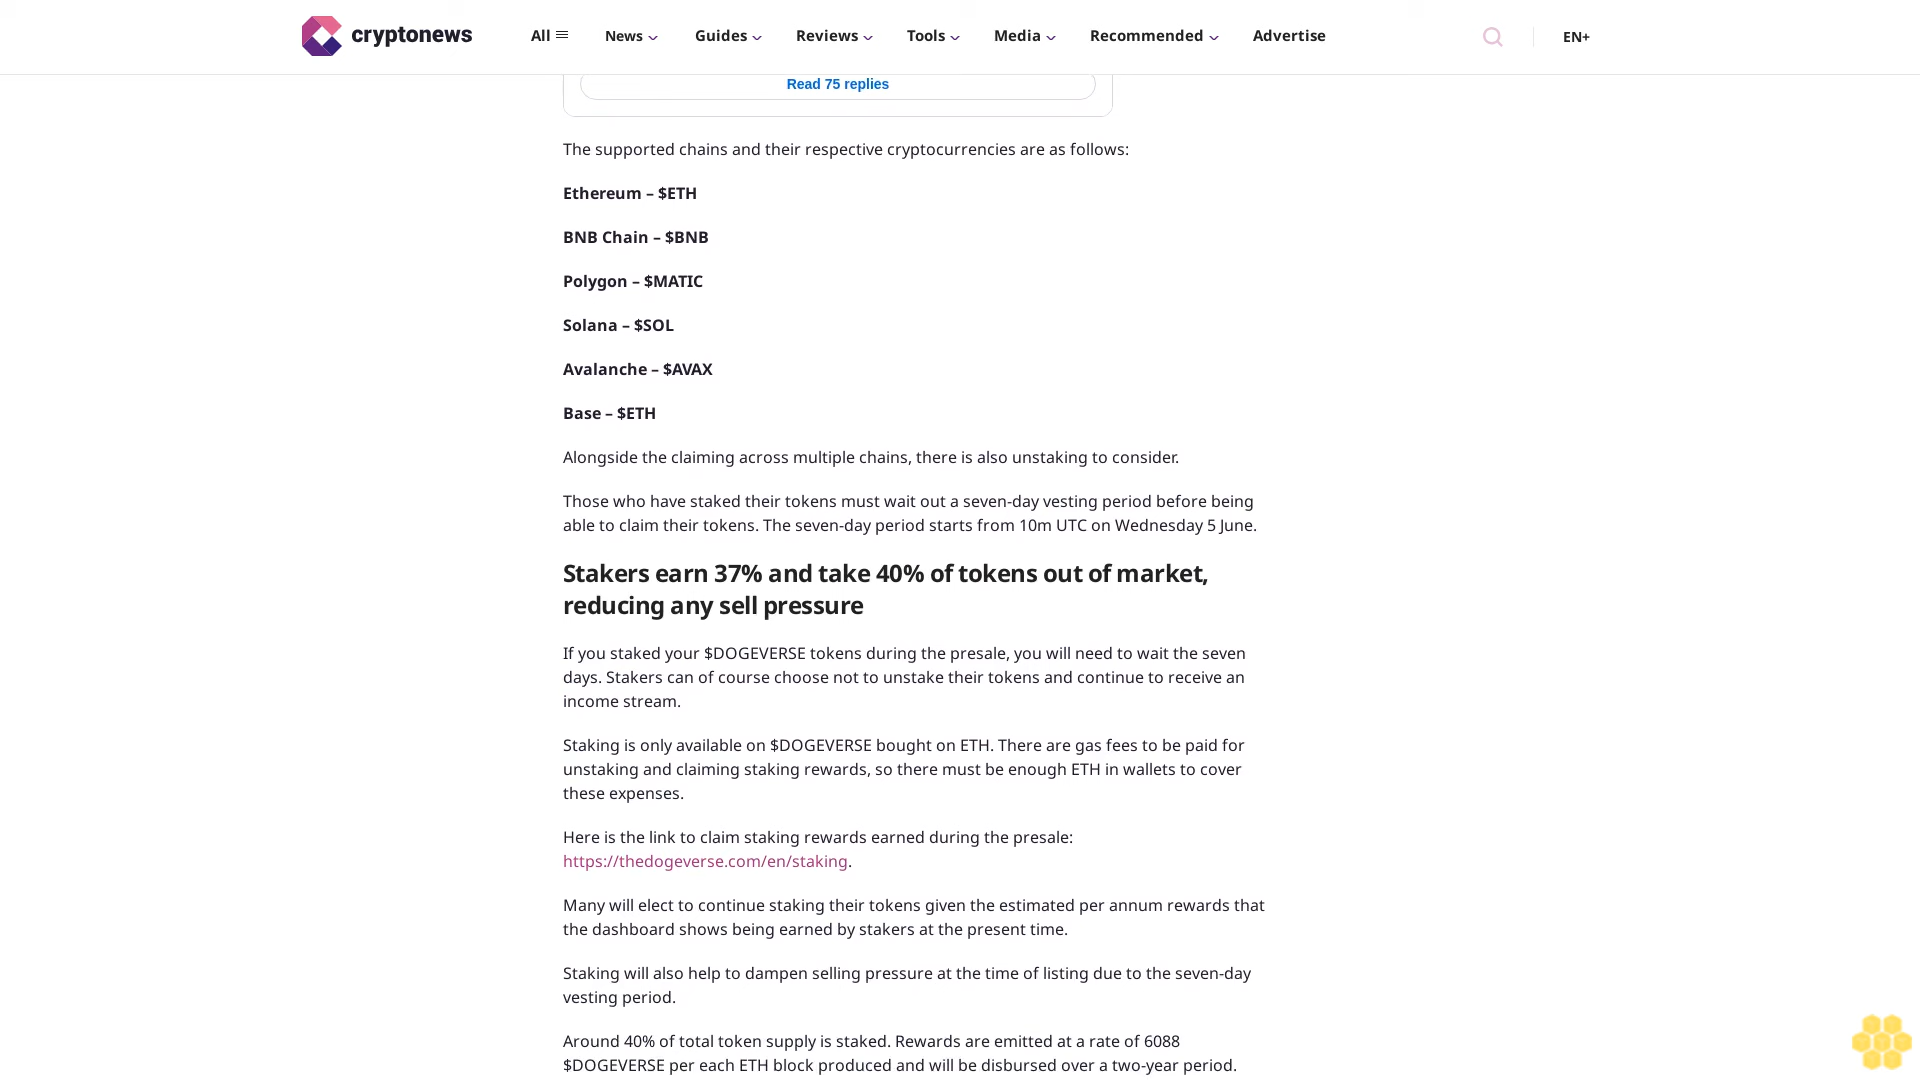 cryptonews
All
News
Guides
Reviews
Tools
Media
Recommended
Advertise
EN+
Read 75 replies
The supported chains and their respective cryptocurrencies are as follows:
Ethereum – $ETH
BNB Chain – $BNB
Polygon – $MATIC
Solana – $SOL
Avalanche – $AVAX
Base – $ETH
Alongside the claiming across multiple chains, there is also unstaking to consider.
Those who have staked their tokens must wait out a seven-day vesting period before being
able to claim their tokens. The seven-day period starts from 10m UTC on Wednesday 5 June.
Stakers earn 37% and take 40% of tokens out of market,
reducing any sell pressure
If you staked your $DOGEVERSE tokens during the presale, you will need to wait the seven
days. Stakers can of course choose not to unstake their tokens and continue to receive an
income stream.
Staking is only available on $DOGEVERSE bought on ETH. There are gas fees to be paid for
unstaking and claiming staking rewards, so there must be enough ETH in wallets to cover
these expenses.
Here is the link to claim staking rewards earned during the presale:
https://thedogeverse.com/en/staking.
Many will elect to continue staking their tokens given the estimated per annum rewards that
the dashboard shows being earned by stakers at the present time.
Staking will also help to dampen selling pressure at the time of listing due to the seven-day
vesting period.
Around 40% of total token supply is staked. Rewards are emitted at a rate of 6088
$DOGEVERSE per each ETH block produced and will be disbursed over a two-year period.